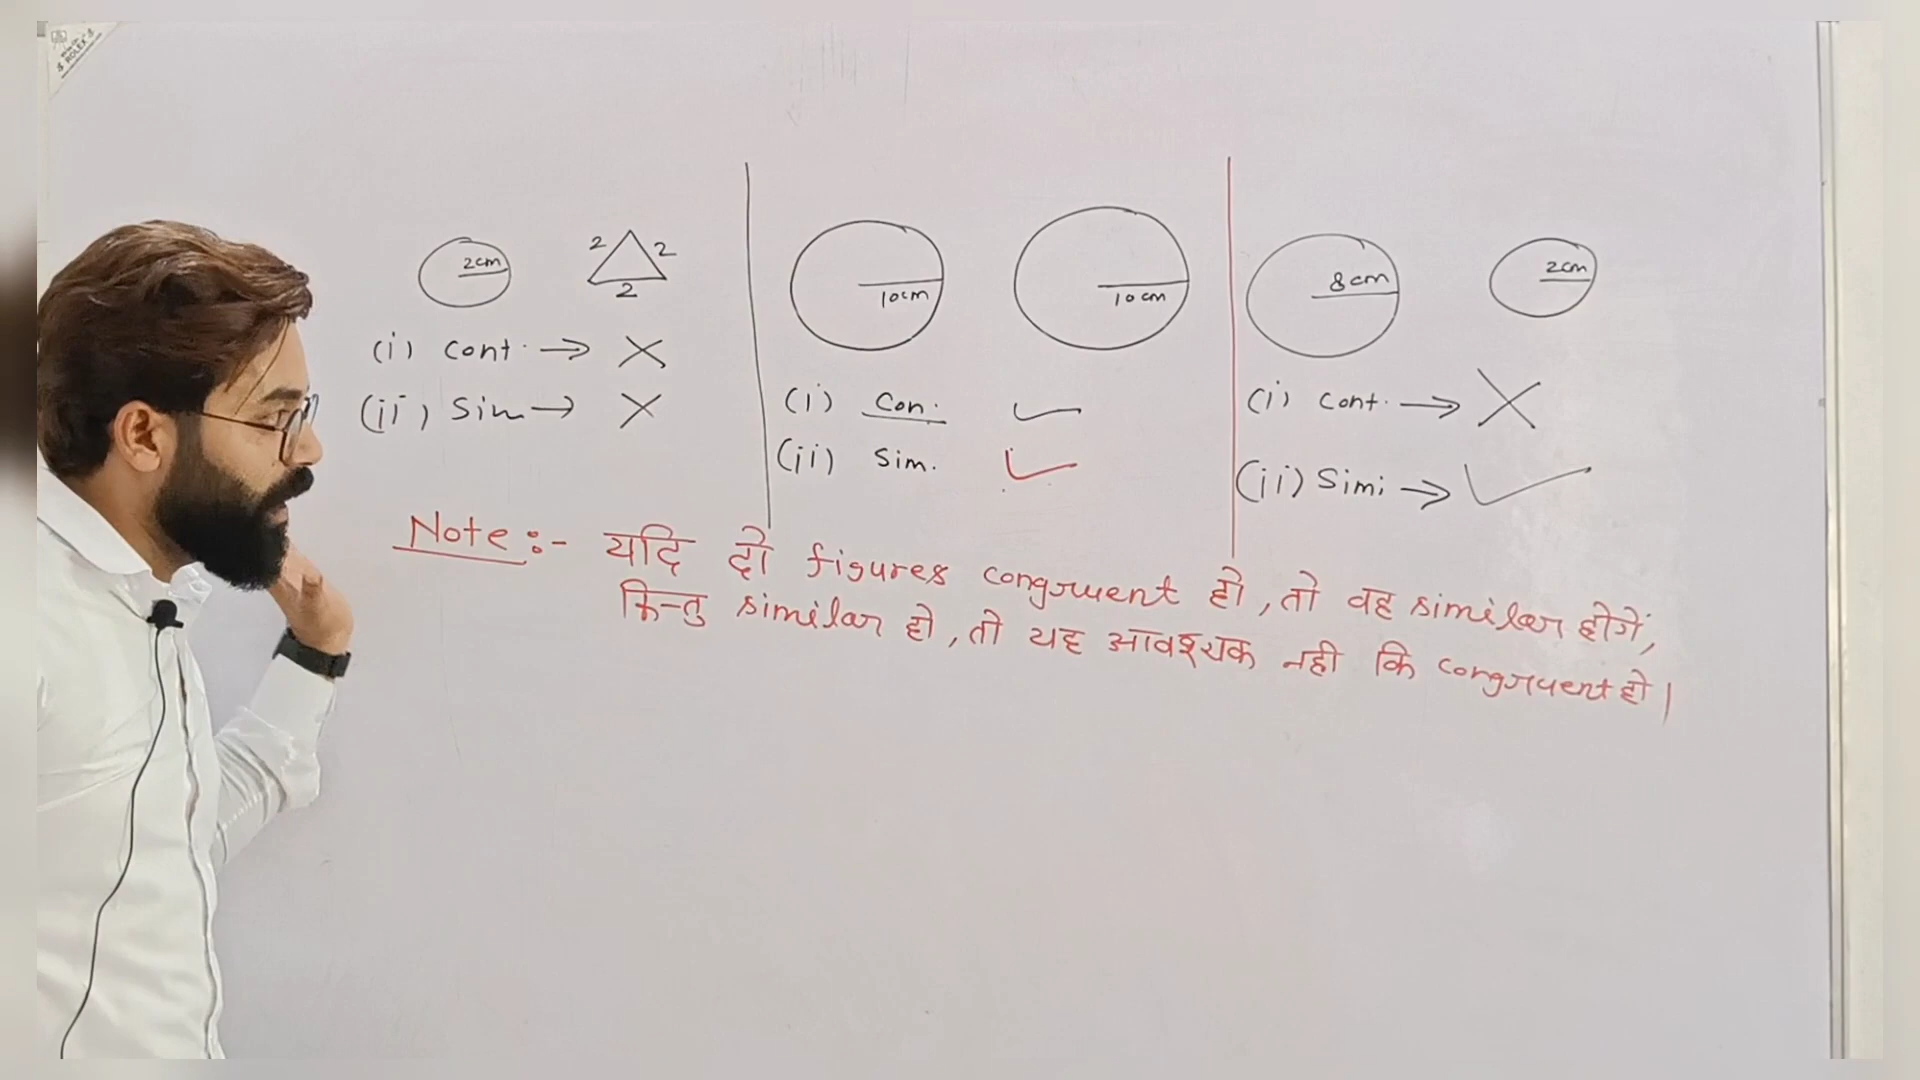 2cm
2 2
2
(i) Cont. → ✗
(ii) Sim → ✗
10cm
10cm
(i) Con. ✓
(ii) Sim. ✓
8cm
2cm
(i) Cont. → ✗
(ii) Simi → ✓
Note :- यदि दो figures congruent हो, तो वह similar होगें,
किन्तु similar हो, तो यह आवश्यक नही कि congruent हो।